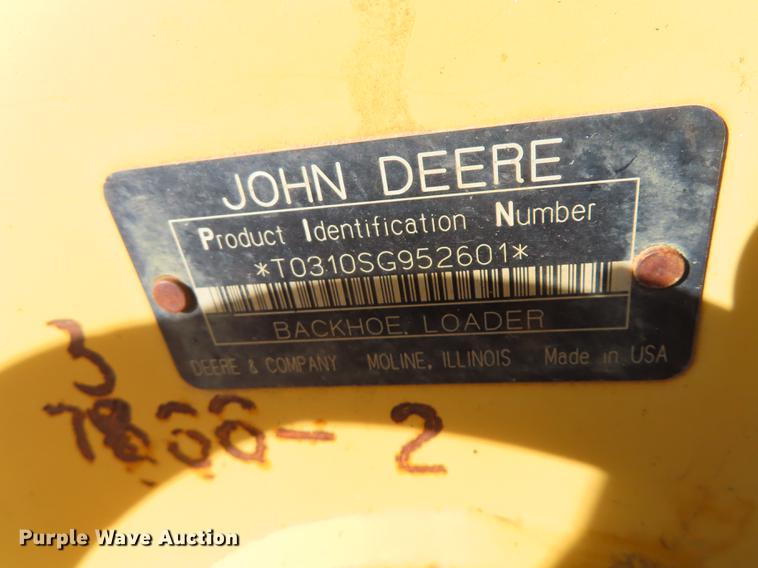 JOHN DEERE
Product Identification Number
*T0310SG952601*
BACKHOE, LOADER
DEERE & COMPANY MOLINE, ILLINOIS Made in USA
3
7866-2
Purple Wave Auction